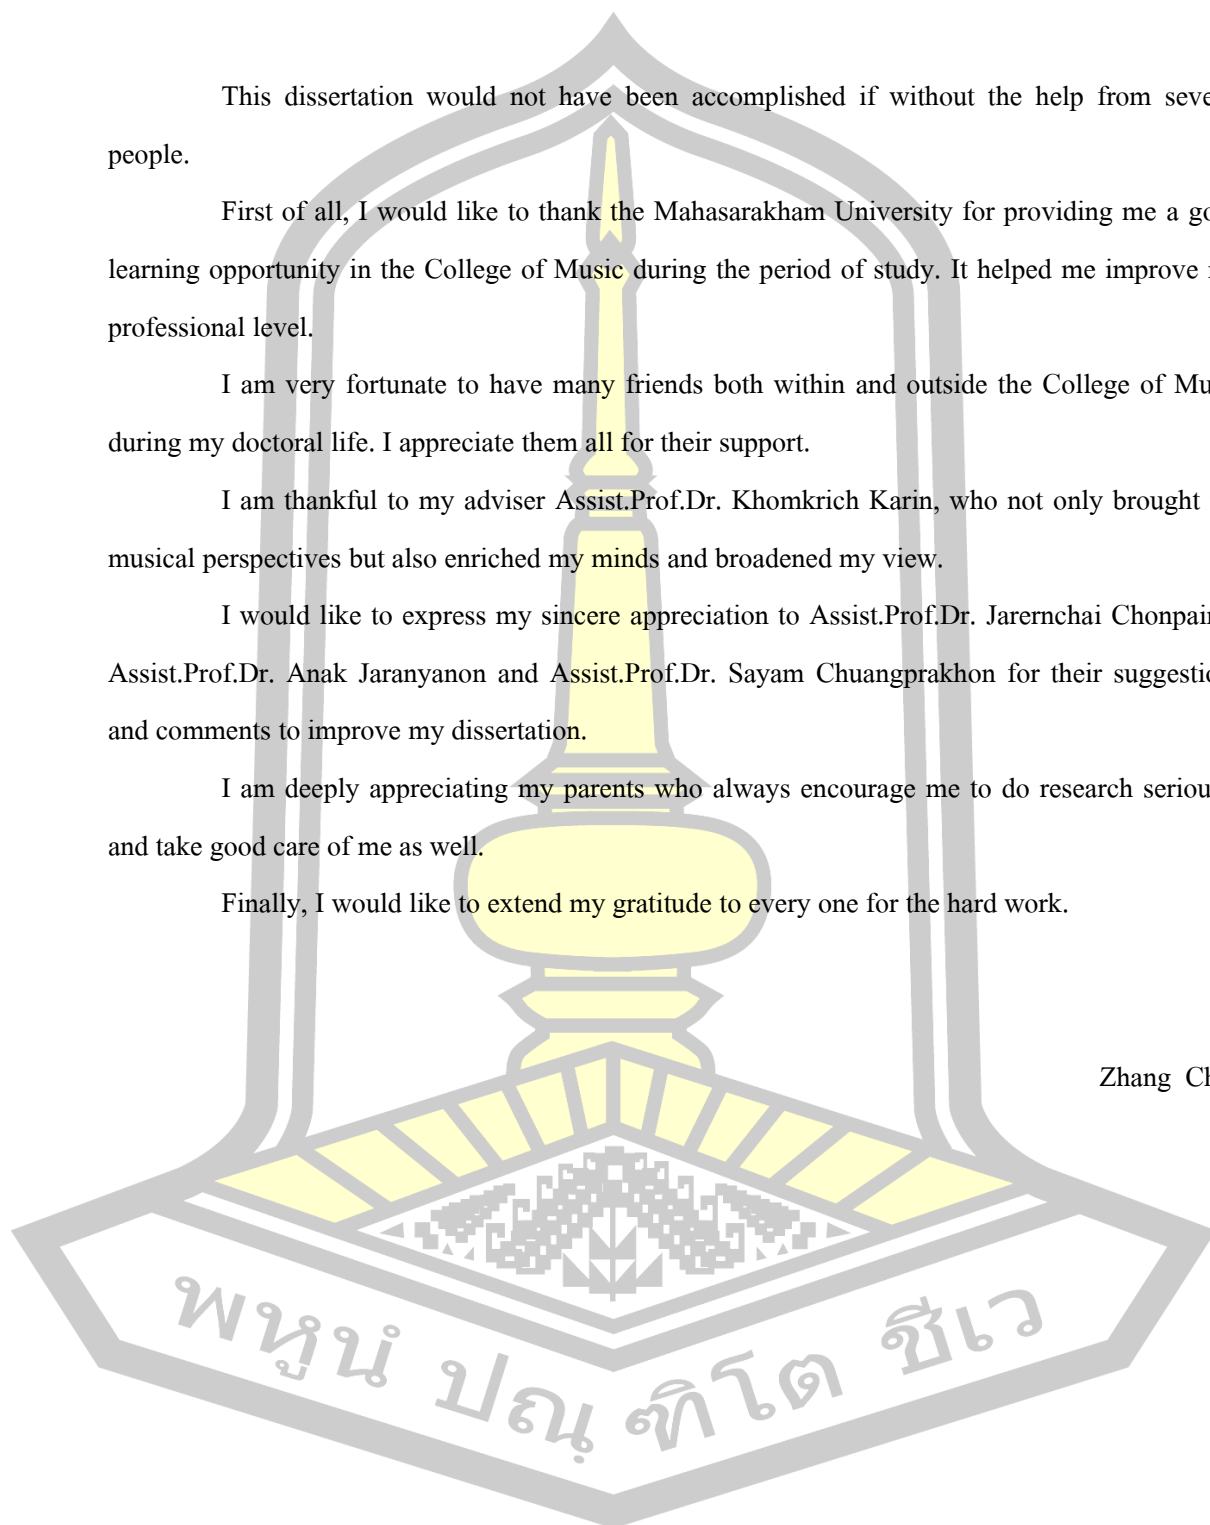 This dissertation would not have been accomplished if without the help from seve
people.
First of all, I would like to thank the Mahasarakham University for providing me a go
learning opportunity in the College of Music during the period of study. It helped me improve
professional level.
I am very fortunate to have many friends both within and outside the College of Mu
during my doctoral life. I appreciate them all for their support.
I am thankful to my adviser Assist.Prof.Dr. Khomkrich Karin, who not only brought
musical perspectives but also enriched my minds and broadened my view.
I would like to express my sincere appreciation to Assist.Prof.Dr. Jarernchai Chonpair
Assist.Prof.Dr. Anak Jaranyanon and Assist.Prof.Dr. Sayam Chuangprakhon for their suggestio
and comments to improve my dissertation.
I am deeply appreciating my parents who always encourage me to do research seriou
and take good care of me as well.
Finally, I would like to extend my gratitude to every one for the hard work.
Zhang Ch
พหูนํ ปณฺฑิโต ชีเว